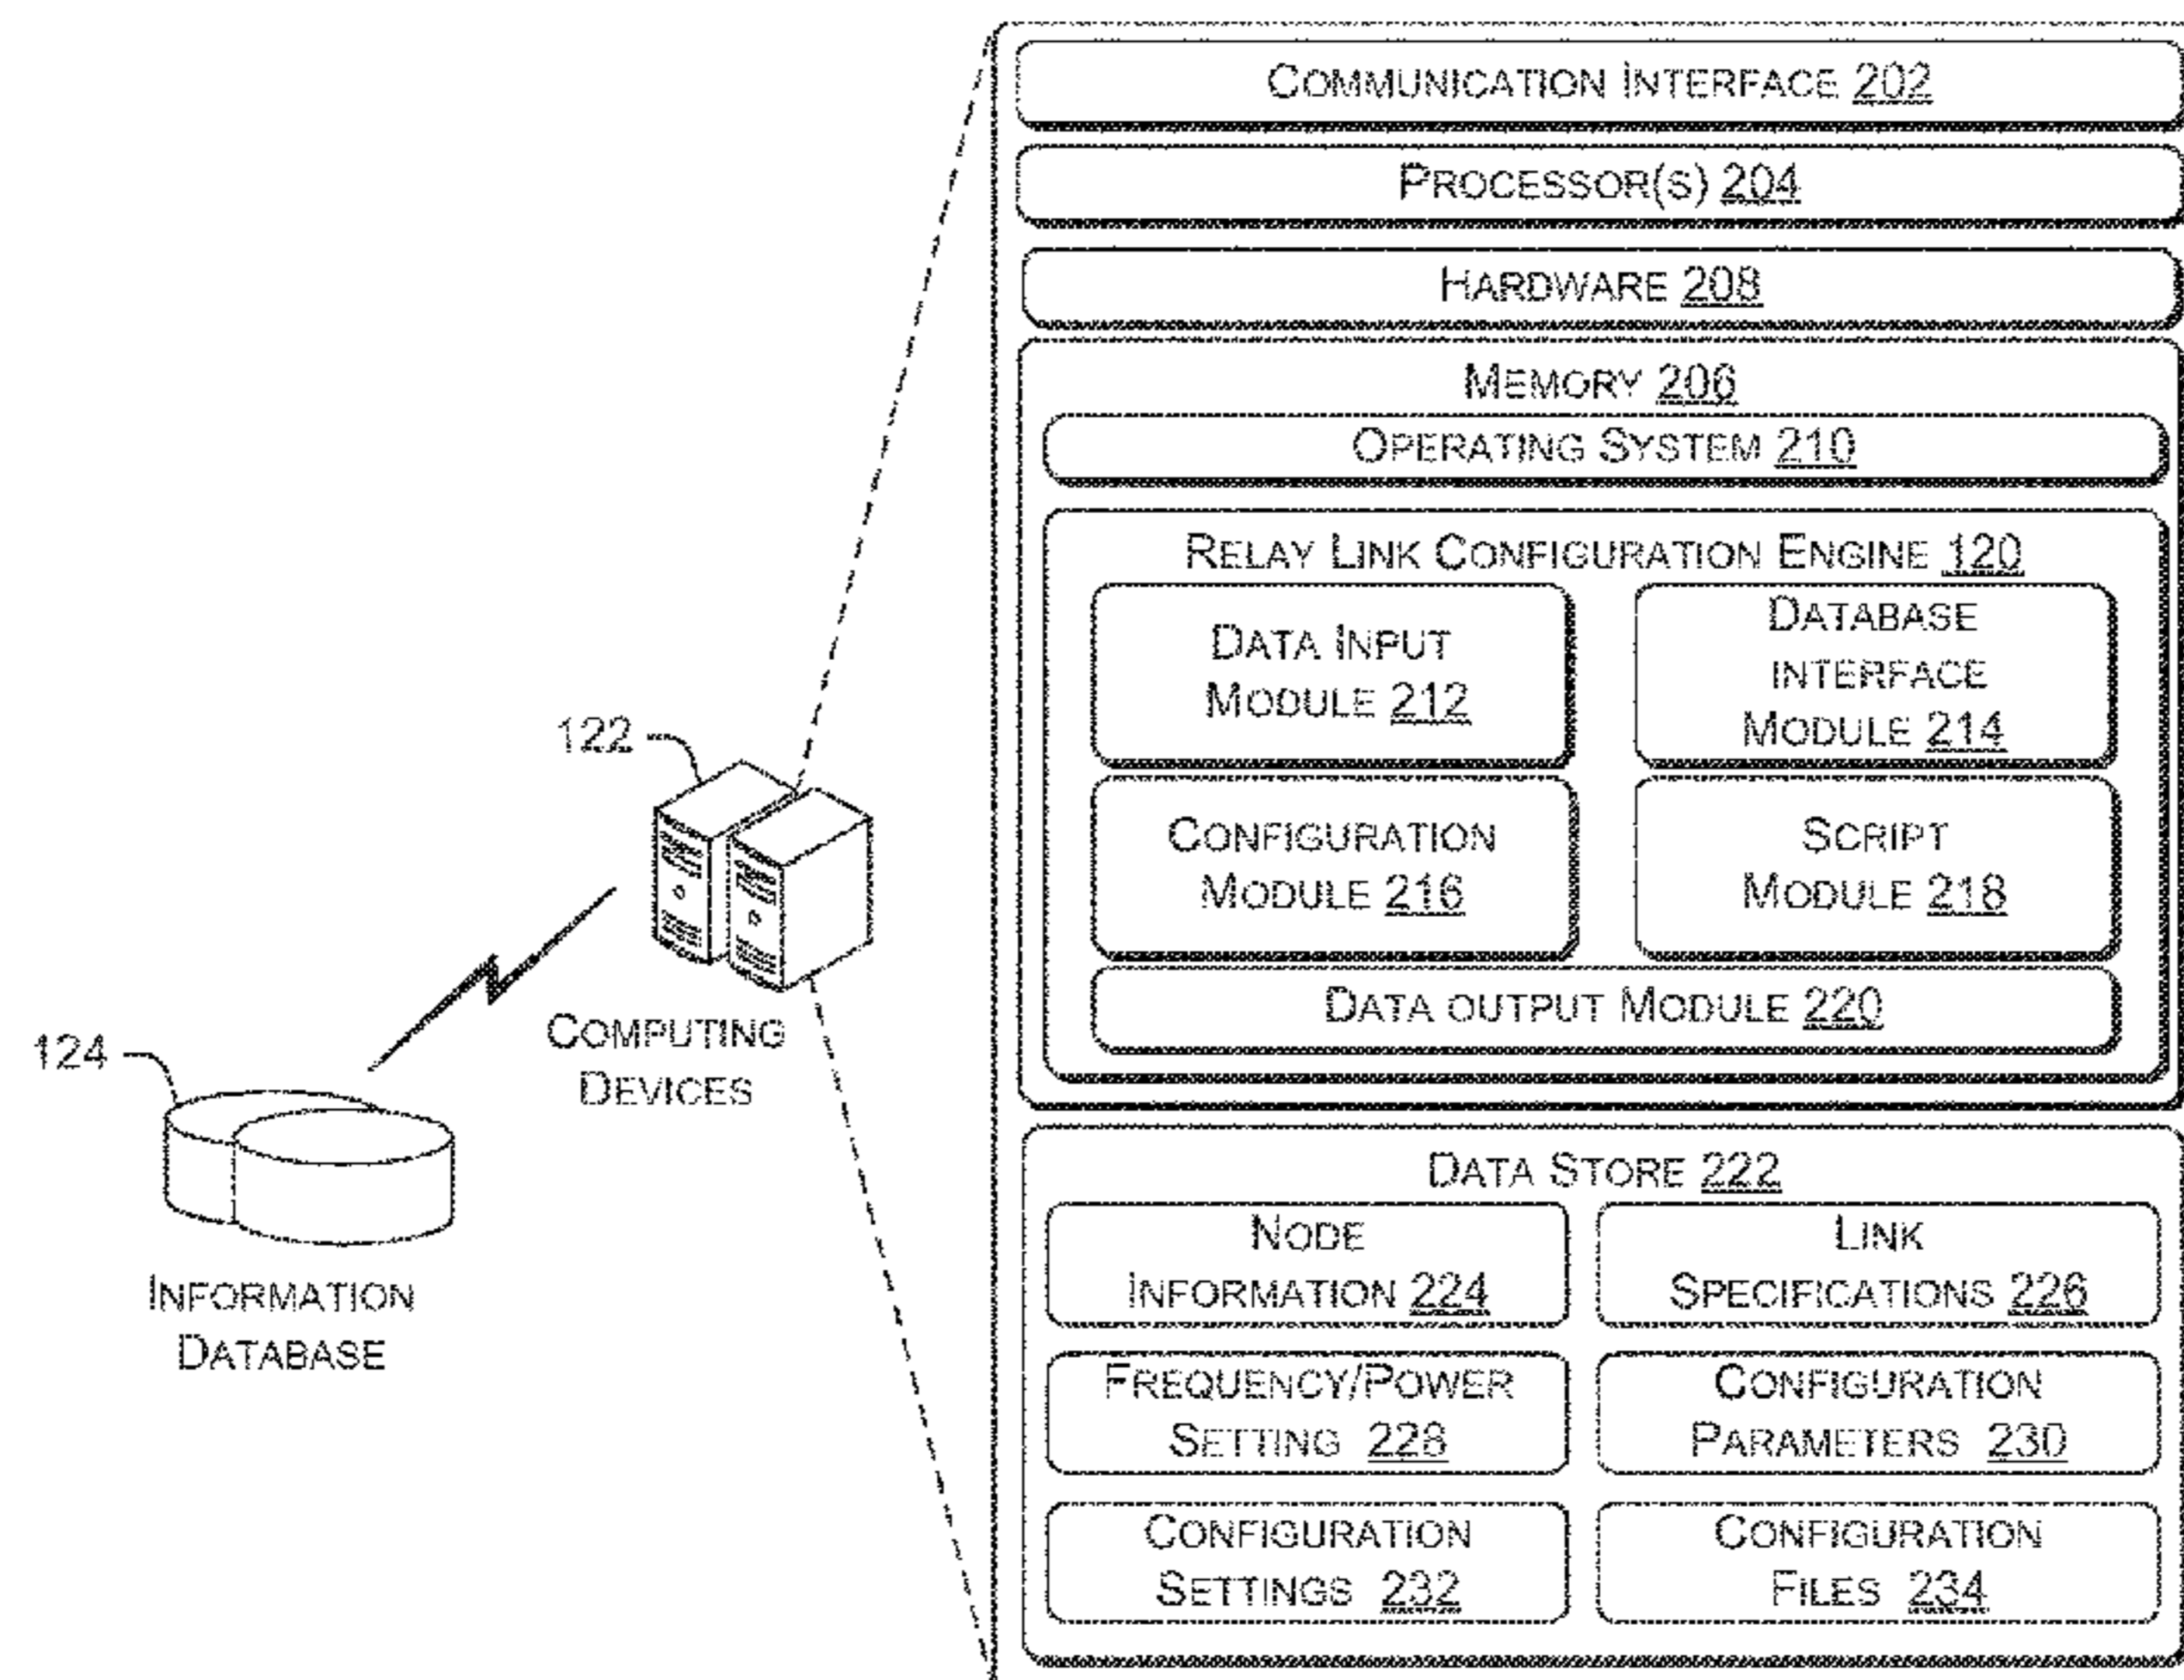 COMMUNICATION INTERFACE 202
PROCESSOR(S) 204
HARDWARE 208
MEMORY 206
OPERATING SYSTEM 210
RELAY LINK CONFIGURATION ENGINE 120
DATA INPUT
MODULE 212
DATABASE
INTERFACE
MODULE 214
CONFIGURATION
MODULE 216
SCRIPT
MODULE 218
DATA OUTPUT MODULE 220
DATA STORE 222
NODE
INFORMATION 224
LINK
SPECIFICATIONS 226
FREQUENCY/POWER
SETTING 228
CONFIGURATION
PARAMETERS 230
CONFIGURATION
SETTINGS 232
CONFIGURATION
FILES 234
122
COMPUTING
DEVICES
124
INFORMATION
DATABASE